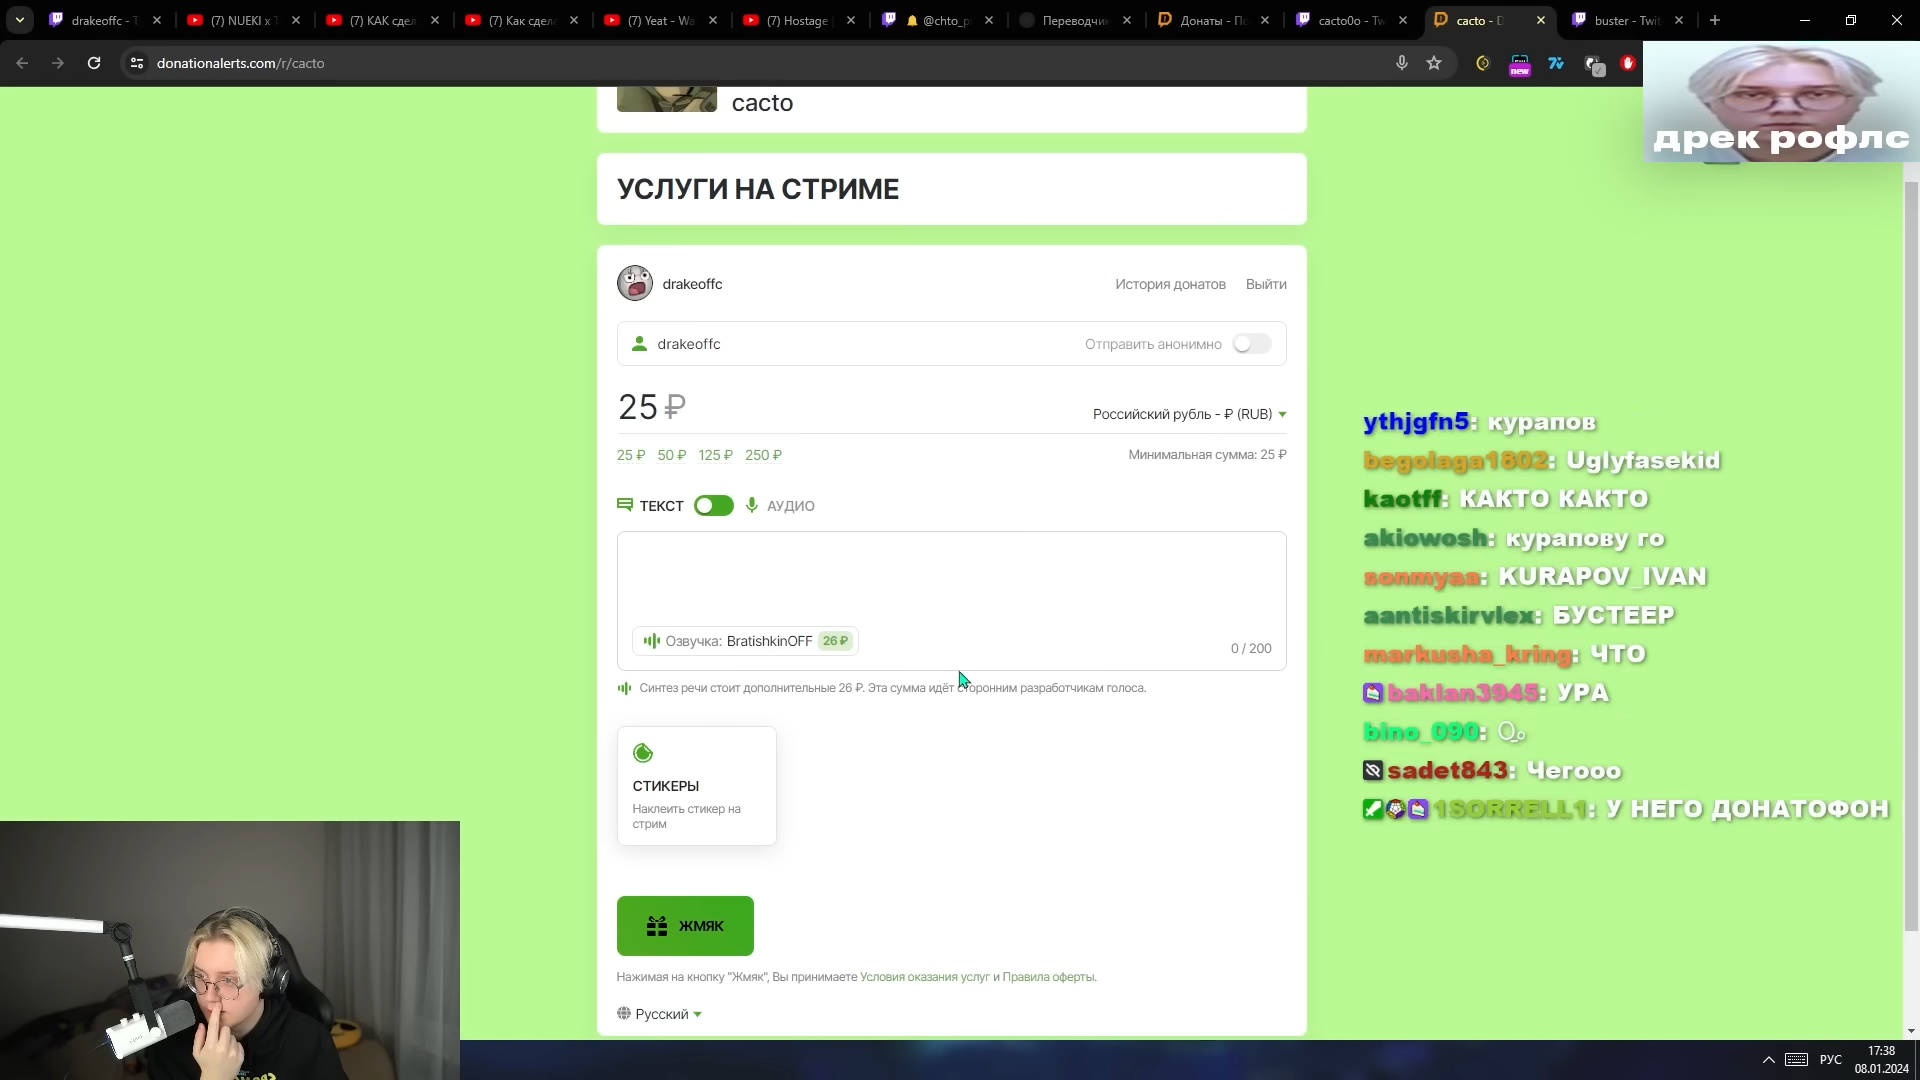 drakeoffc - T
(7) NUEKI x T
(7) КАК сдел
(7) Как сдела
(7) Yeat - Wa
(7) Hostage
@chto_p
Переводчик
Донаты - По
cacto0o - Tw
cacto - D
buster - Twit
donationalerts.com/r/cacto
new
дрек рофлс
cacto
УСЛУГИ НА СТРИМЕ
drakeoffc
История донатов Выйти
drakeoffc
Отправить анонимно
25 ₽
Российский рубль - ₽ (RUB)
25 ₽ 50 ₽ 125 ₽ 250 ₽
Минимальная сумма: 25 ₽
ТЕКСТ АУДИО
Озвучка: BratishkinOFF 26 ₽
0 / 200
Синтез речи стоит дополнительные 26 ₽. Эта сумма идёт сторонним разработчикам голоса.
СТИКЕРЫ
Наклеить стикер на
стрим
ЖМЯК
Нажимая на кнопку "Жмяк", Вы принимаете Условия оказания услуг и Правила оферты.
Русский
ythjgfn5: курапов
begolaga1802: Uglyfasekid
kaotff: КАКТО КАКТО
akiowosh: курапову го
sonmyaa: KURAPOV_IVAN
aantiskirvlex: БУСТЕЕР
markusha_kring: ЧТО
baklan3945: УРА
bino_090: O_o
sadet843: Чегооо
1SORRELL1: У НЕГО ДОНАТОФОН
РУС
17:38
08.01.2024